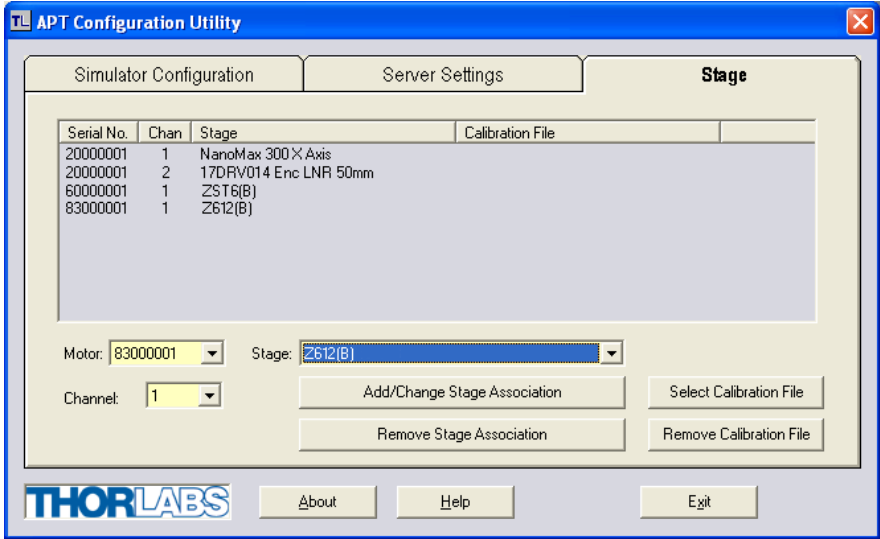 TL APT Configuration Utility
Simulator Configuration Server Settings Stage
Serial No. Chan Stage Calibration File
20000001 1 NanoMax 300 X Axis
20000001 2 17DRV014 Enc LNR 50mm
60000001 1 ZST6(B)
83000001 1 Z612(B)
Motor: 83000001 Stage: Z612(B)
Channel: 1 Add/Change Stage Association Select Calibration File
Remove Stage Association Remove Calibration File
THORLABS About Help Exit